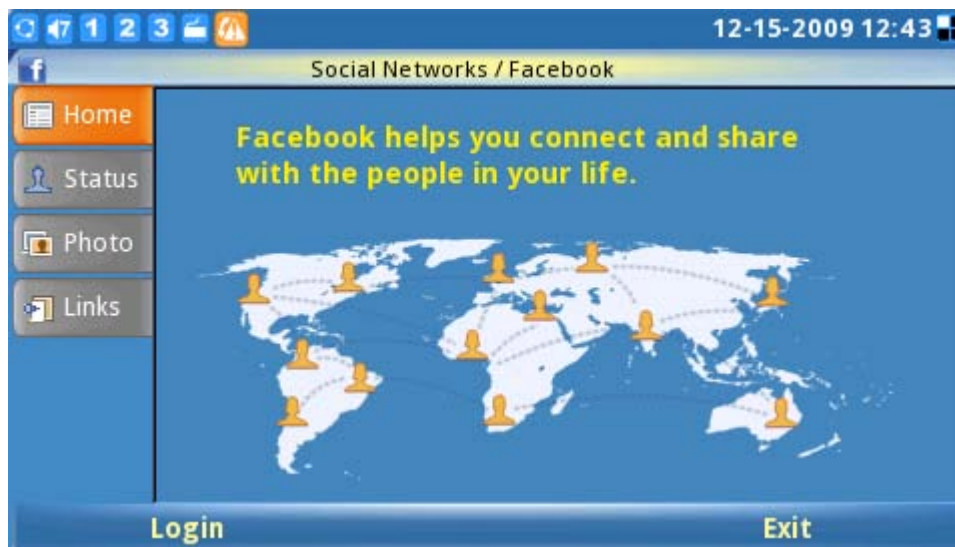 7 1 2 3 12-15-2009 12:43
f Social Networks / Facebook
Home
Status
Photo
Links
Facebook helps you connect and share
with the people in your life.
Login Exit